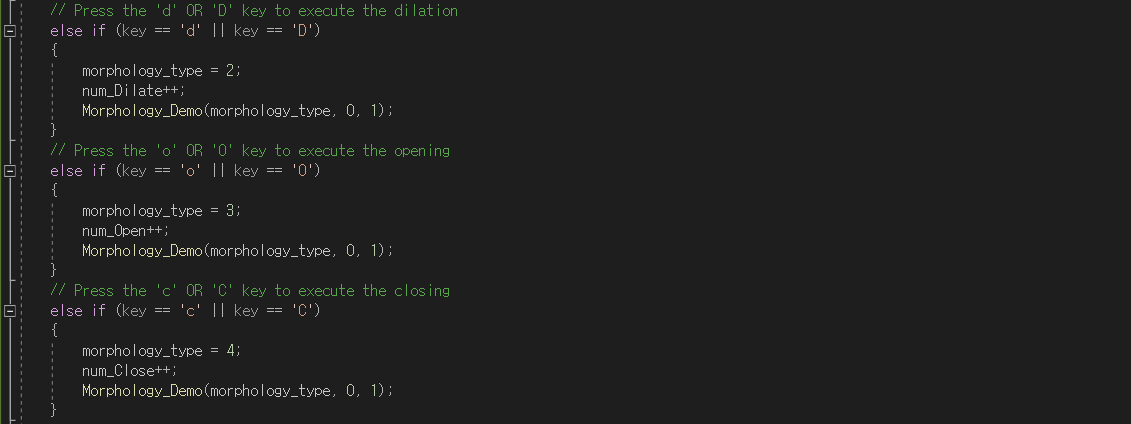 // Press the 'd' OR 'D' key to execute the dilation
else if (key == 'd' || key == 'D')
{
morphology_type = 2;
num_Dilate++;
Morphology_Demo(morphology_type, 0, 1);
}
// Press the 'o' OR 'O' key to execute the opening
else if (key == 'o' || key == 'O')
{
morphology_type = 3;
num_Open++;
Morphology_Demo(morphology_type, 0, 1);
}
// Press the 'c' OR 'C' key to execute the closing
else if (key == 'c' || key == 'C')
{
morphology_type = 4;
num_Close++;
Morphology_Demo(morphology_type, 0, 1);
}